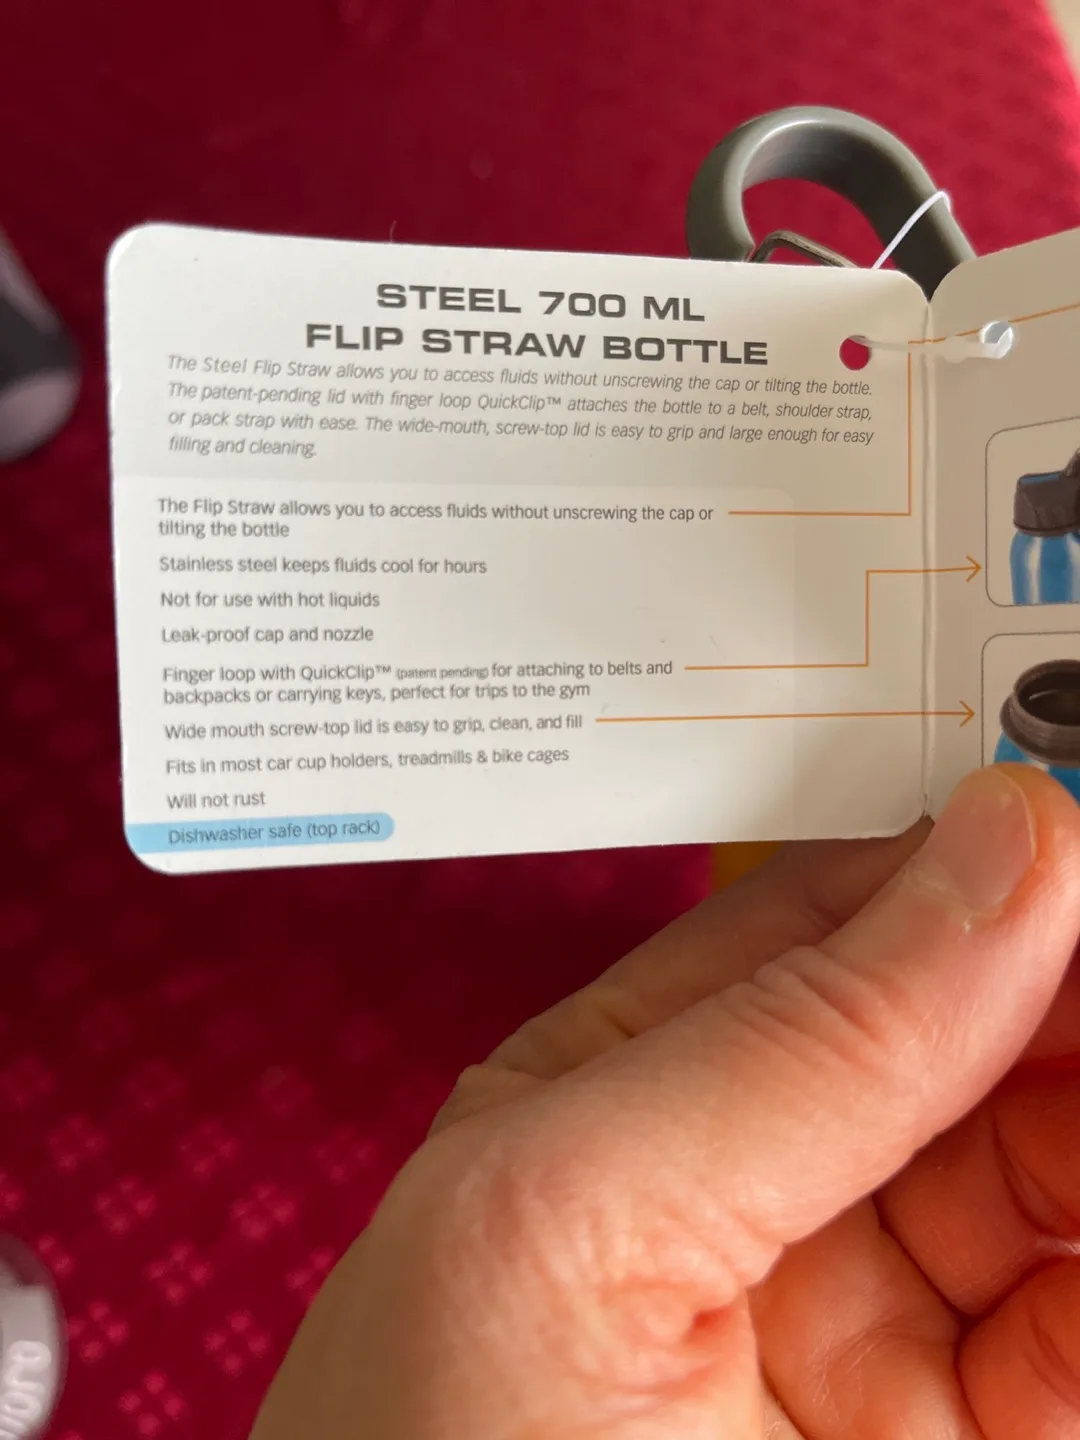 STEEL 700 ML
FLIP STRAW BOTTLE
The Steel Flip Straw allows you to access fluids without unscrewing the cap or tilting the bottle.
The patent-pending lid with finger loop QuickClip™ attaches the bottle to a belt, shoulder strap,
or pack strap with ease. The wide-mouth, screw-top lid is easy to grip and large enough for easy
filling and cleaning.
The Flip Straw allows you to access fluids without unscrewing the cap or
tilting the bottle
Stainless steel keeps fluids cool for hours
Not for use with hot liquids
Leak-proof cap and nozzle
Finger loop with QuickClip™ (patent pending) for attaching to belts and
backpacks or carrying keys, perfect for trips to the gym
Wide mouth screw-top lid is easy to grip, clean, and fill
Fits in most car cup holders, treadmills & bike cages
Will not rust
Dishwasher safe (top rack)